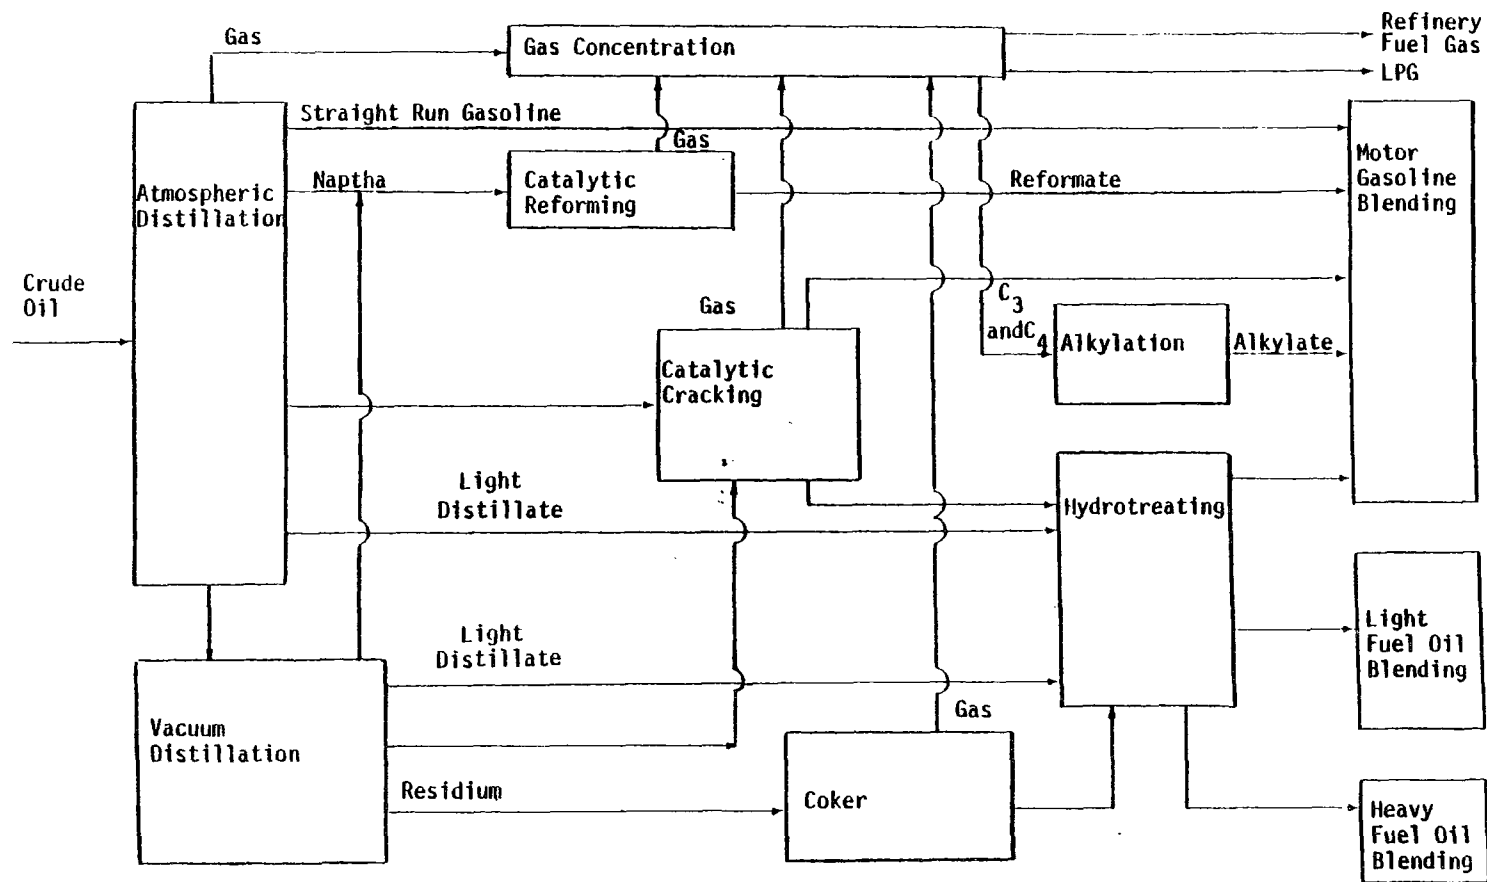 Refinery
Fuel Gas
LPG
Gas
Gas Concentration
Straight Run Gasoline
Gas
Motor
Gasoline
Blending
Naptha
Catalytic
Reforming
Reformate
Atmospheric
Distillation
Crude
Oil
Gas
C3
andC4
Alkylation
Alkylate
Catalytic
Cracking
Light
Distillate
Hydrotreating
Light
Distillate
Light
Fuel Oil
Blending
Gas
Vacuum
Distillation
Residium
Coker
Heavy
Fuel Oil
Blending